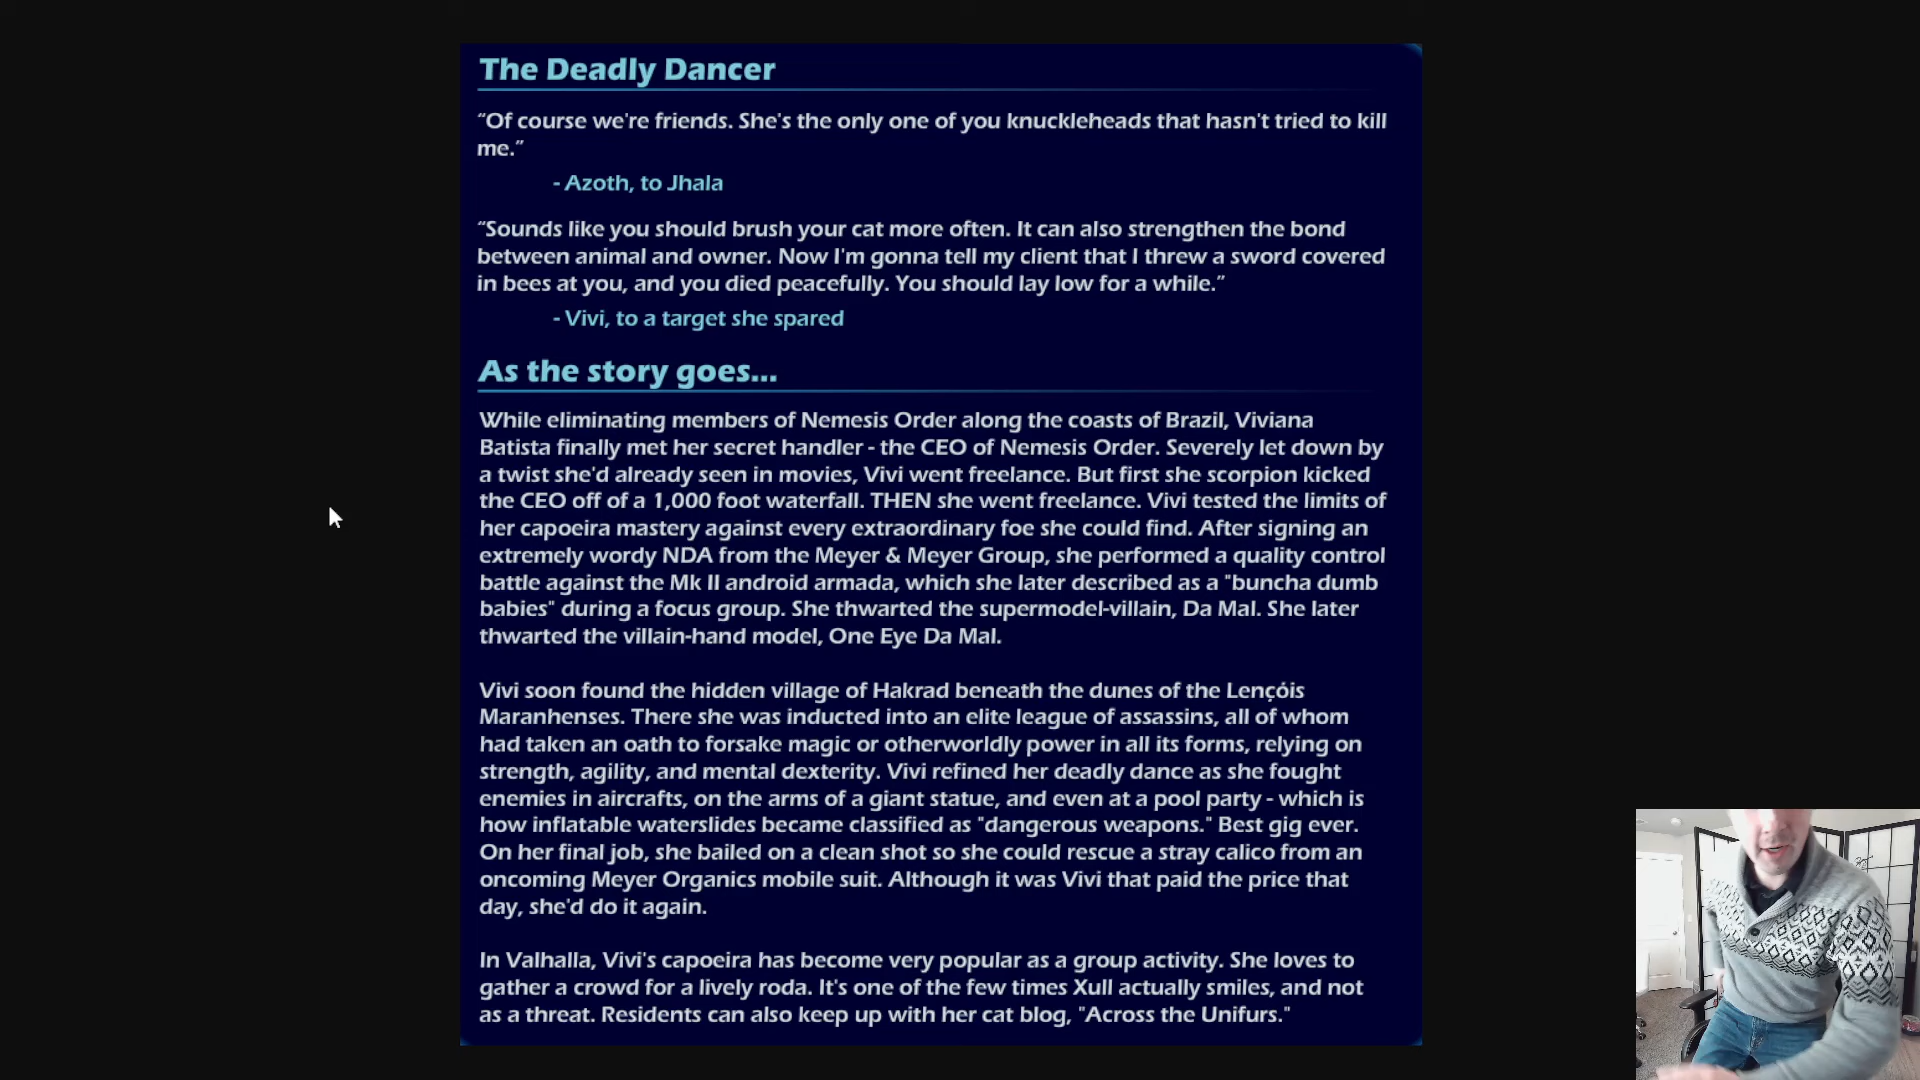 The Deadly Dancer
“Of course we're friends. She's the only one of you knuckleheads that hasn't tried to kill
me.”
- Azoth, to Jhala
“Sounds like you should brush your cat more often. It can also strengthen the bond
between animal and owner. Now I'm gonna tell my client that I threw a sword covered
in bees at you, and you died peacefully. You should lay low for a while.”
- Vivi, to a target she spared
As the story goes...
While eliminating members of Nemesis Order along the coasts of Brazil, Viviana
Batista finally met her secret handler - the CEO of Nemesis Order. Severely let down by
a twist she'd already seen in movies, Vivi went freelance. But first she scorpion kicked
the CEO off of a 1,000 foot waterfall. THEN she went freelance. Vivi tested the limits of
her capoeira mastery against every extraordinary foe she could find. After signing an
extremely wordy NDA from the Meyer & Meyer Group, she performed a quality control
battle against the Mk II android armada, which she later described as a "buncha dumb
babies" during a focus group. She thwarted the supermodel-villain, Da Mal. She later
thwarted the villain-hand model, One Eye Da Mal.
Vivi soon found the hidden village of Hakrad beneath the dunes of the Lençóis
Maranhenses. There she was inducted into an elite league of assassins, all of whom
had taken an oath to forsake magic or otherworldly power in all its forms, relying on
strength, agility, and mental dexterity. Vivi refined her deadly dance as she fought
enemies in aircrafts, on the arms of a giant statue, and even at a pool party - which is
how inflatable waterslides became classified as "dangerous weapons." Best gig ever.
On her final job, she bailed on a clean shot so she could rescue a stray calico from an
oncoming Meyer Organics mobile suit. Although it was Vivi that paid the price that
day, she'd do it again.
In Valhalla, Vivi's capoeira has become very popular as a group activity. She loves to
gather a crowd for a lively roda. It's one of the few times Xull actually smiles, and not
as a threat. Residents can also keep up with her cat blog, "Across the Unifurs."